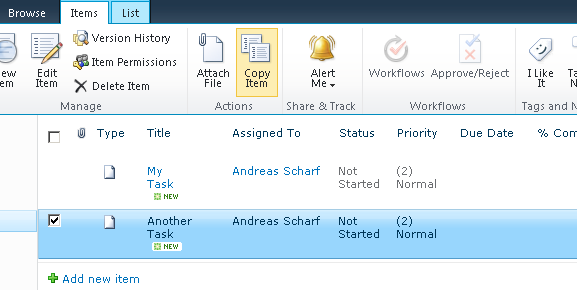 Browse Items List
Version History
Item Permissions
Delete Item
Edit
Item
Attach
File
Copy
Item
Alert
Me
Workflows
Approve/Reject
I Like
It
Manage
Actions
Share & Track
Workflows
Tags and N
Type Title Assigned To Status Priority Due Date % Com
My
Task
NEW
Andreas Scharf
Not
Started
(2)
Normal
Another
Task
NEW
Andreas Scharf
Not
Started
(2)
Normal
Add new item